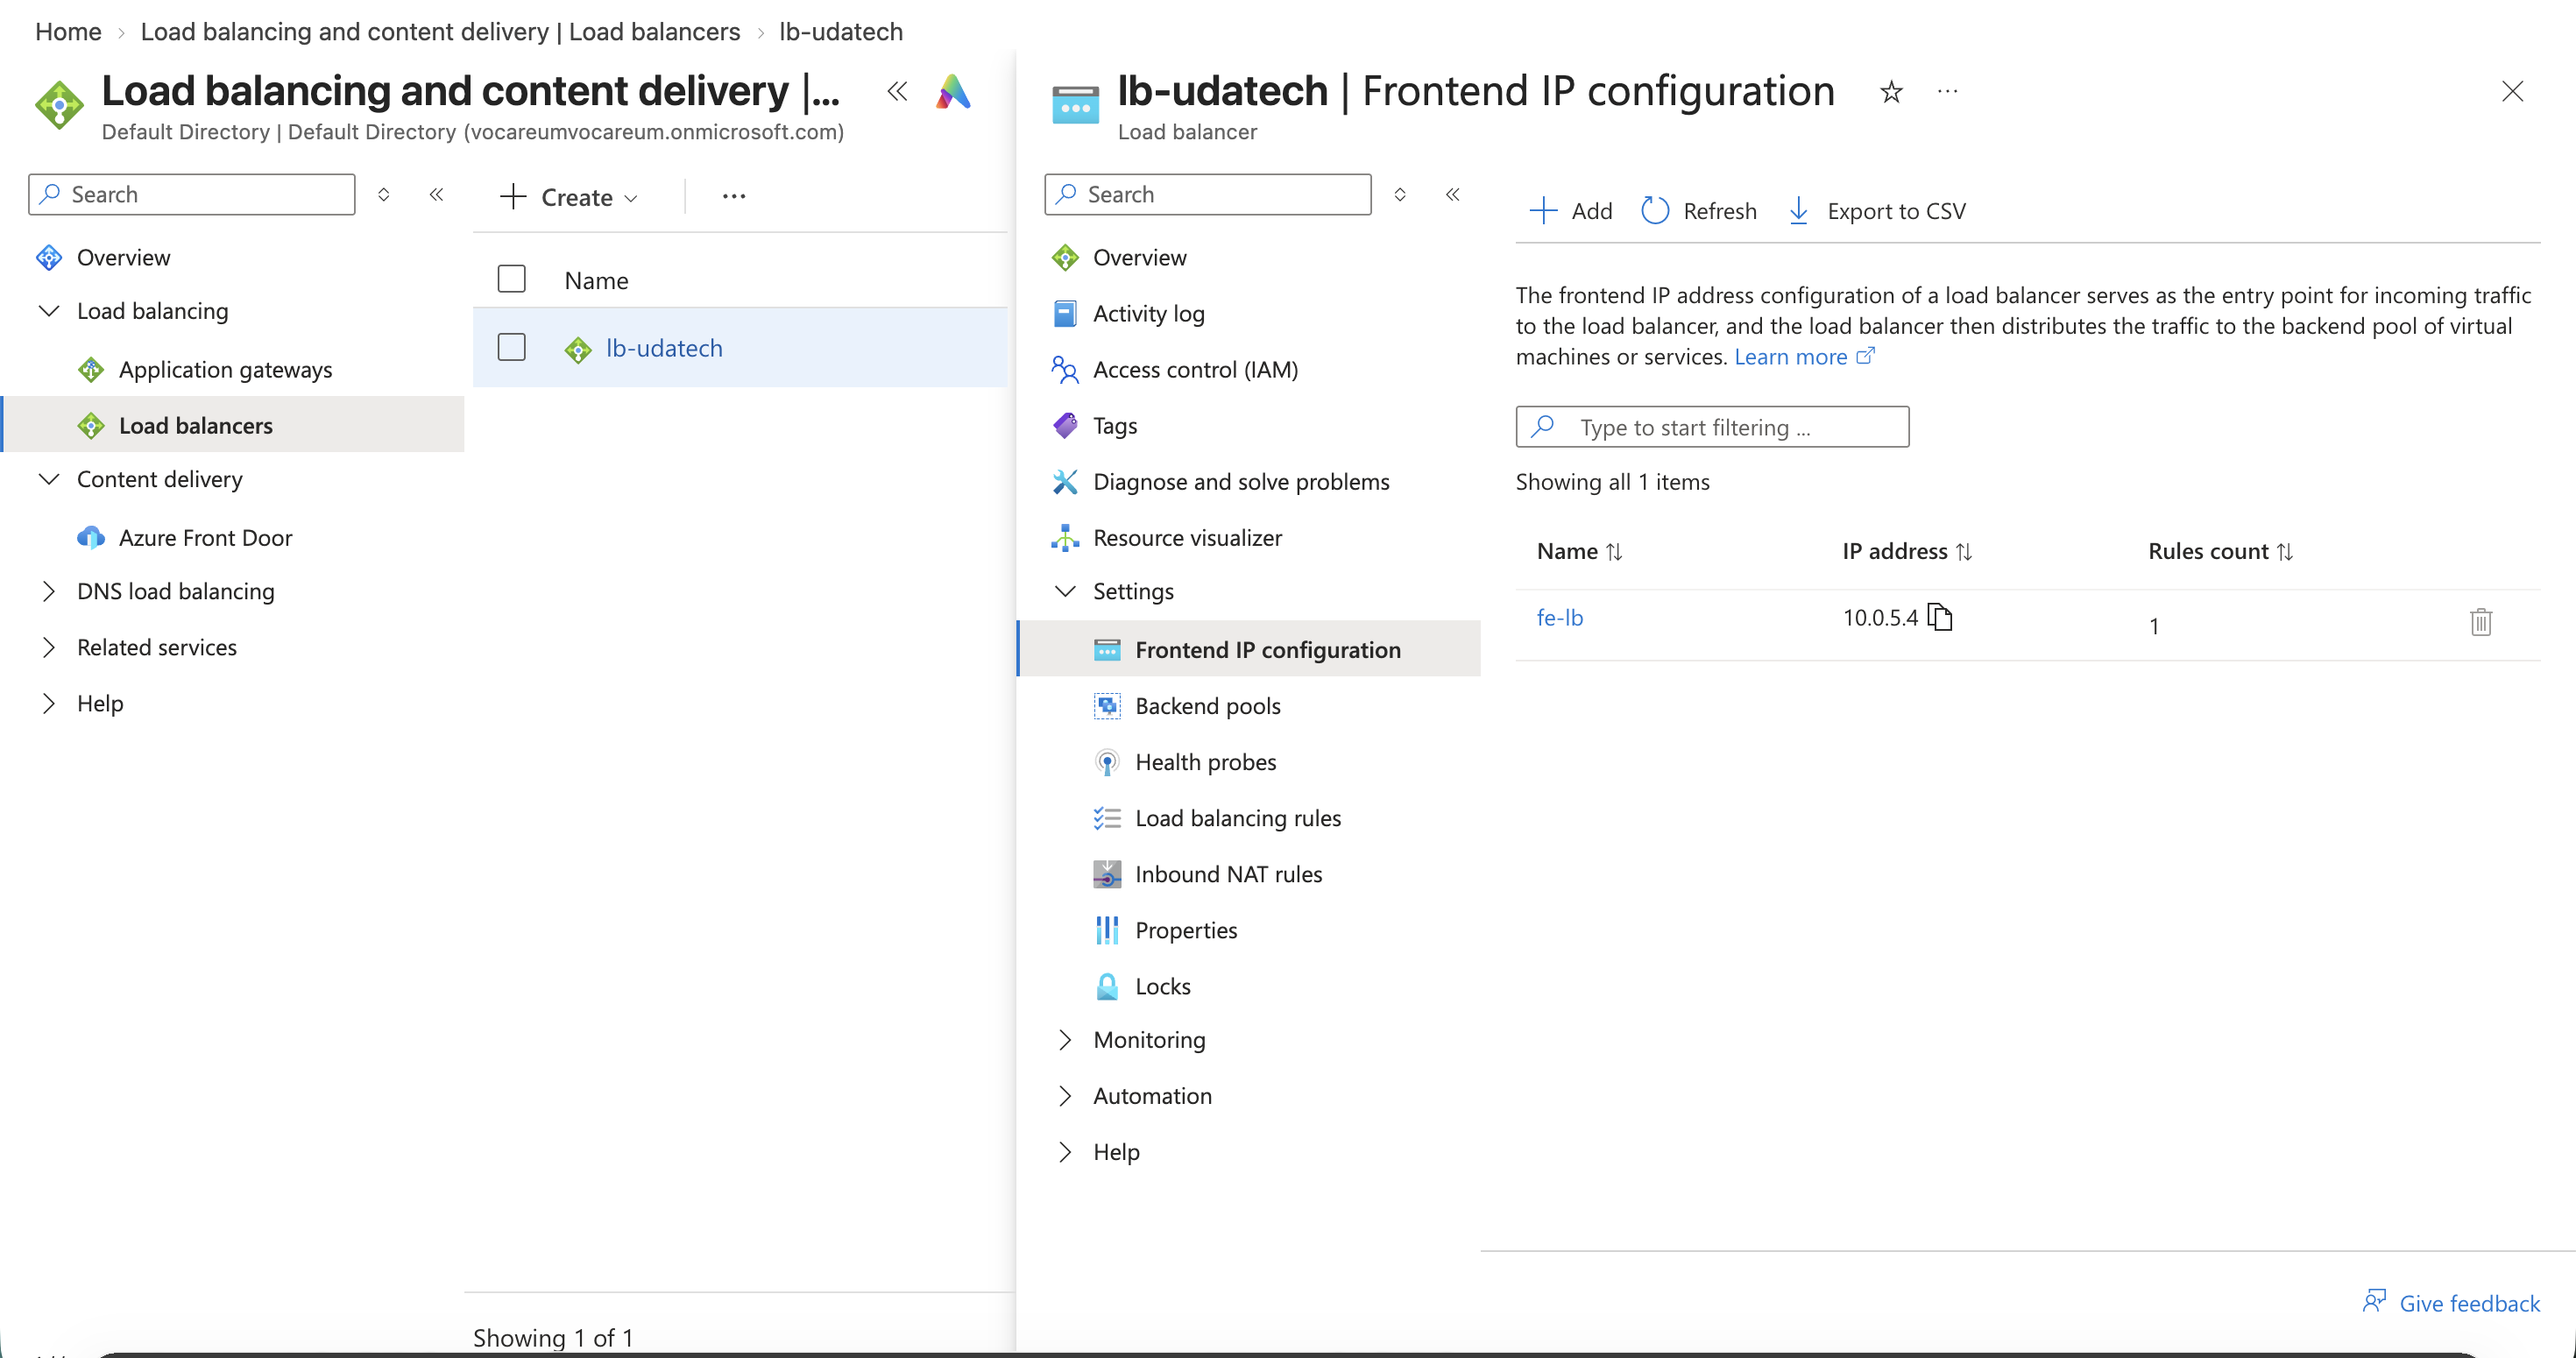 Home > Load balancing and content delivery | Load balancers > lb-udatech
Load balancing and content delivery |...
Default Directory | Default Directory (vocareumvocareum.onmicrosoft.com)
Search
Create
Overview
Load balancing
Application gateways
Load balancers
Content delivery
Azure Front Door
DNS load balancing
Related services
Help
Name
lb-udatech
Showing 1 of 1
lb-udatech | Frontend IP configuration
Load balancer
Search
Overview
Activity log
Access control (IAM)
Tags
Diagnose and solve problems
Resource visualizer
Settings
Frontend IP configuration
Backend pools
Health probes
Load balancing rules
Inbound NAT rules
Properties
Locks
Monitoring
Automation
Help
Add Refresh Export to CSV
The frontend IP address configuration of a load balancer serves as the entry point for incoming traffic
to the load balancer, and the load balancer then distributes the traffic to the backend pool of virtual
machines or services. Learn more
Type to start filtering ...
Showing all 1 items
Name IP address Rules count
fe-lb 10.0.5.4 1
Give feedback